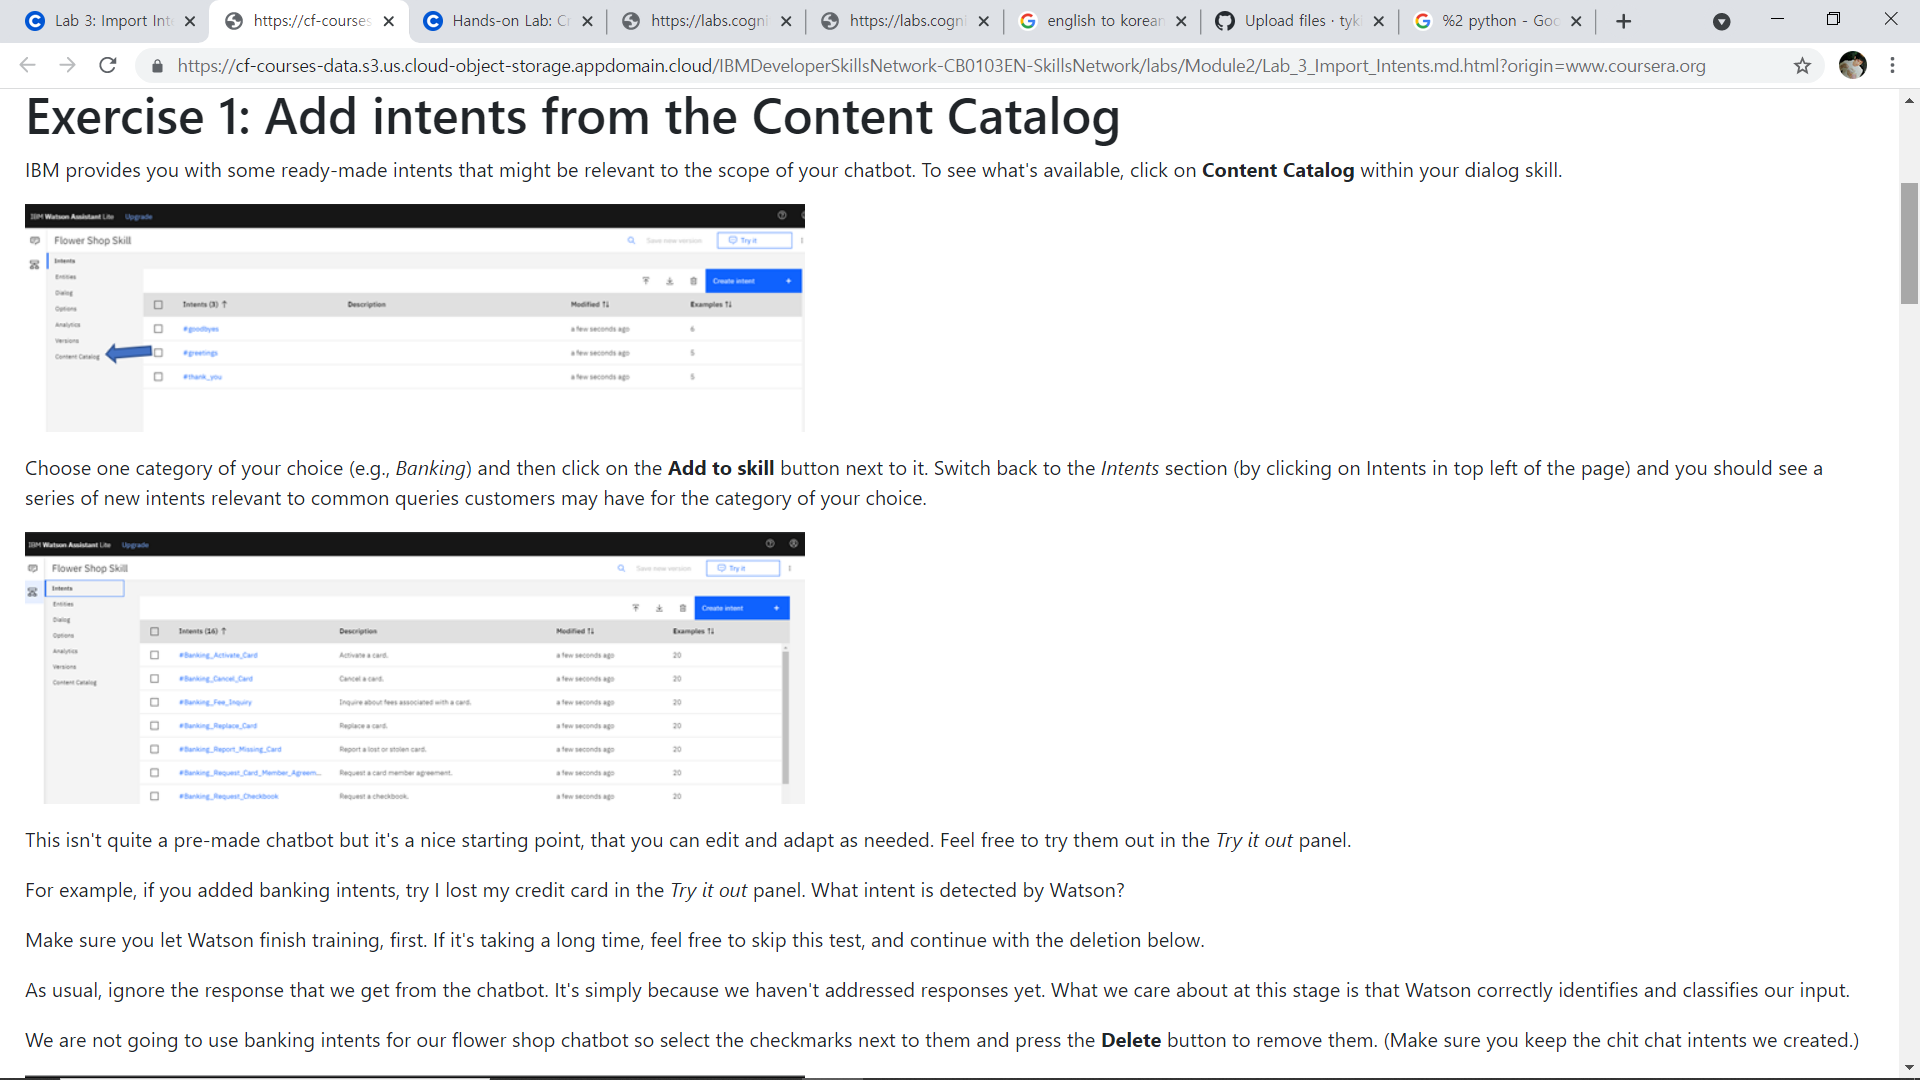 Lab 3: Import Inte
https://cf-courses
Hands-on Lab: Cr
https://labs.cogni
https://labs.cogni
english to korean
Upload files · tyk
%2 python - Goo
https://cf-courses-data.s3.us.cloud-object-storage.appdomain.cloud/IBMDeveloperSkillsNetwork-CB0103EN-SkillsNetwork/labs/Module2/Lab_3_Import_Intents.md.html?origin=www.coursera.org
Exercise 1: Add intents from the Content Catalog
IBM provides you with some ready-made intents that might be relevant to the scope of your chatbot. To see what's available, click on Content Catalog within your dialog skill.
IBM Watson Assistant Lite Upgrade
Flower Shop Skill
Save new version
Try it
Intents
Entities
Dialog
Options
Analytics
Versions
Content Catalog
Create intent +
Intents (3) ↑ Description Modified ↑↓ Examples ↑↓
#goodbyes a few seconds ago 6
#greetings a few seconds ago 5
#thank_you a few seconds ago 5
Choose one category of your choice (e.g., Banking) and then click on the Add to skill button next to it. Switch back to the Intents section (by clicking on Intents in top left of the page) and you should see a
series of new intents relevant to common queries customers may have for the category of your choice.
IBM Watson Assistant Lite Upgrade
Flower Shop Skill
Save new version
Try it
Intents
Entities
Dialog
Options
Analytics
Versions
Content Catalog
Create intent +
Intents (16) ↑ Description Modified ↑↓ Examples ↑↓
#Banking_Activate_Card Activate a card. a few seconds ago 20
#Banking_Cancel_Card Cancel a card. a few seconds ago 20
#Banking_Fee_Inquiry Inquire about fees associated with a card. a few seconds ago 20
#Banking_Replace_Card Replace a card. a few seconds ago 20
#Banking_Report_Missing_Card Report a lost or stolen card. a few seconds ago 20
#Banking_Request_Card_Member_Agreem... Request a card member agreement. a few seconds ago 20
#Banking_Request_Checkbook Request a checkbook. a few seconds ago 20
This isn't quite a pre-made chatbot but it's a nice starting point, that you can edit and adapt as needed. Feel free to try them out in the Try it out panel.
For example, if you added banking intents, try I lost my credit card in the Try it out panel. What intent is detected by Watson?
Make sure you let Watson finish training, first. If it's taking a long time, feel free to skip this test, and continue with the deletion below.
As usual, ignore the response that we get from the chatbot. It's simply because we haven't addressed responses yet. What we care about at this stage is that Watson correctly identifies and classifies our input.
We are not going to use banking intents for our flower shop chatbot so select the checkmarks next to them and press the Delete button to remove them. (Make sure you keep the chit chat intents we created.)